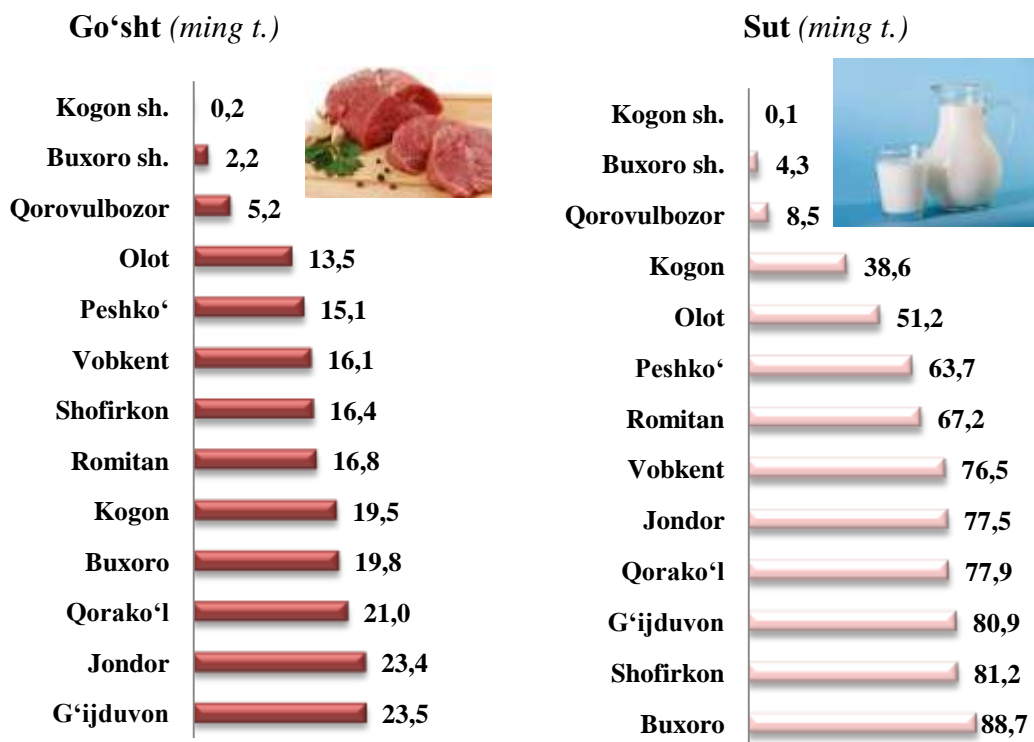 Go‘sht (ming t.)
Kogon sh. 0,2
Buxoro sh. 2,2
Qorovulbozor 5,2
Olot 13,5
Peshko‘ 15,1
Vobkent 16,1
Shofirkon 16,4
Romitan 16,8
Kogon 19,5
Buxoro 19,8
Qorako‘l 21,0
Jondor 23,4
G‘ijduvon 23,5
Sut (ming t.)
Kogon sh. 0,1
Buxoro sh. 4,3
Qorovulbozor 8,5
Kogon 38,6
Olot 51,2
Peshko‘ 63,7
Romitan 67,2
Vobkent 76,5
Jondor 77,5
Qorako‘l 77,9
G‘ijduvon 80,9
Shofirkon 81,2
Buxoro 88,7